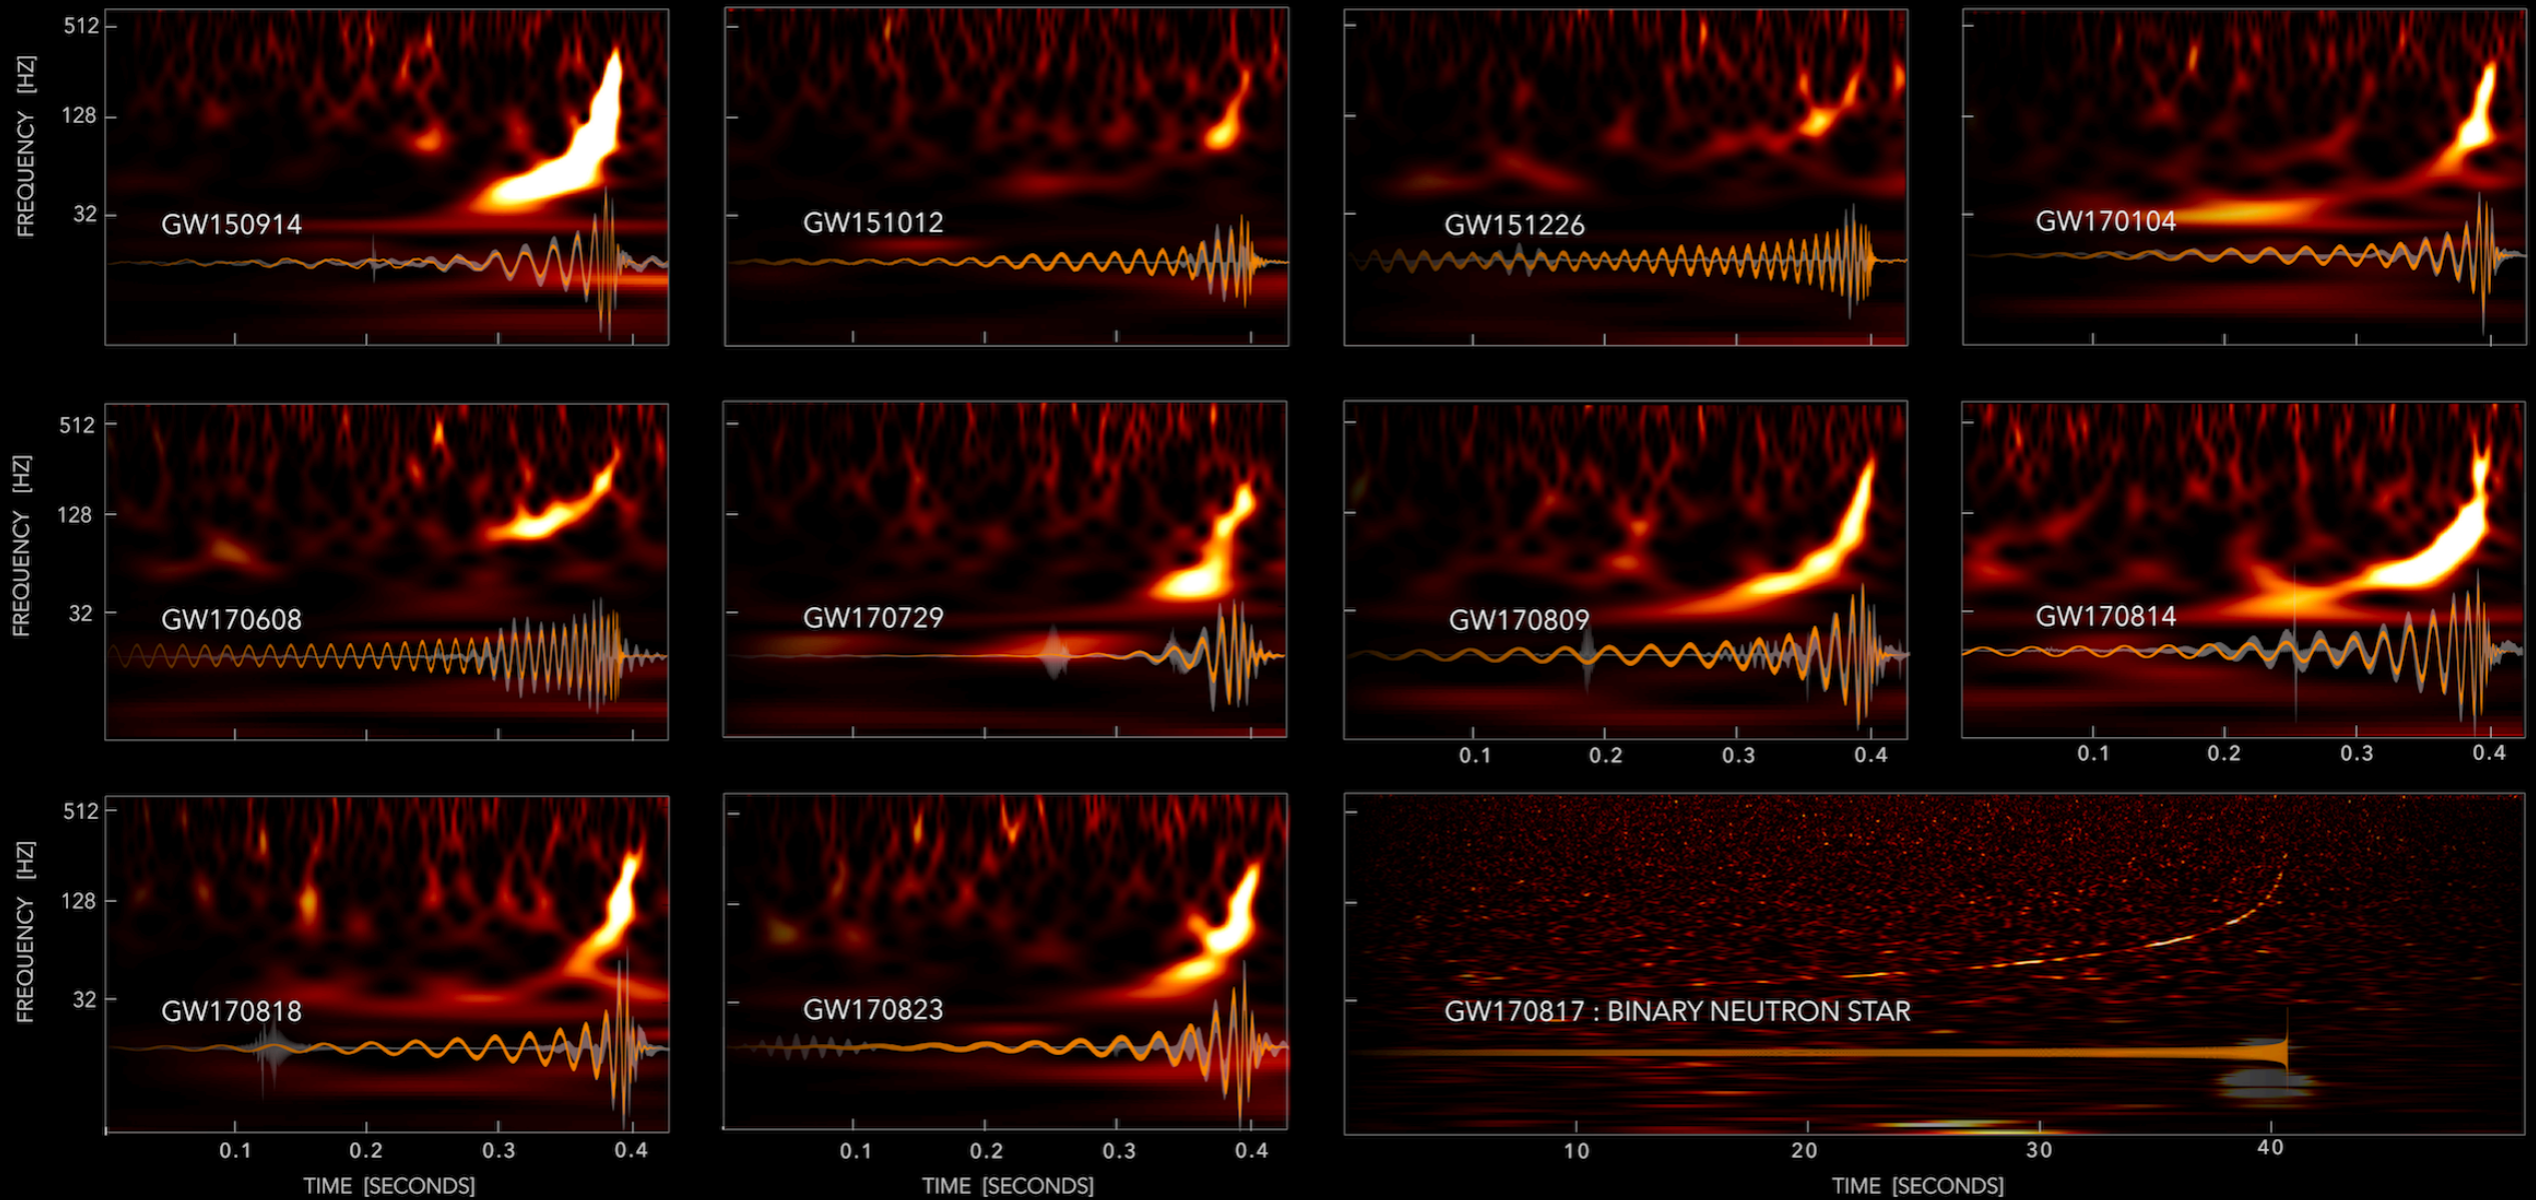 FREQUENCY [HZ]
512
128
32
GW150914
GW151012
GW151226
GW170104
FREQUENCY [HZ]
512
128
32
GW170608
GW170729
GW170809
GW170814
0.1 0.2 0.3 0.4
0.1 0.2 0.3 0.4
FREQUENCY [HZ]
512
128
32
GW170818
GW170823
GW170817 : BINARY NEUTRON STAR
0.1 0.2 0.3 0.4
0.1 0.2 0.3 0.4
10 20 30 40
TIME [SECONDS]
TIME [SECONDS]
TIME [SECONDS]